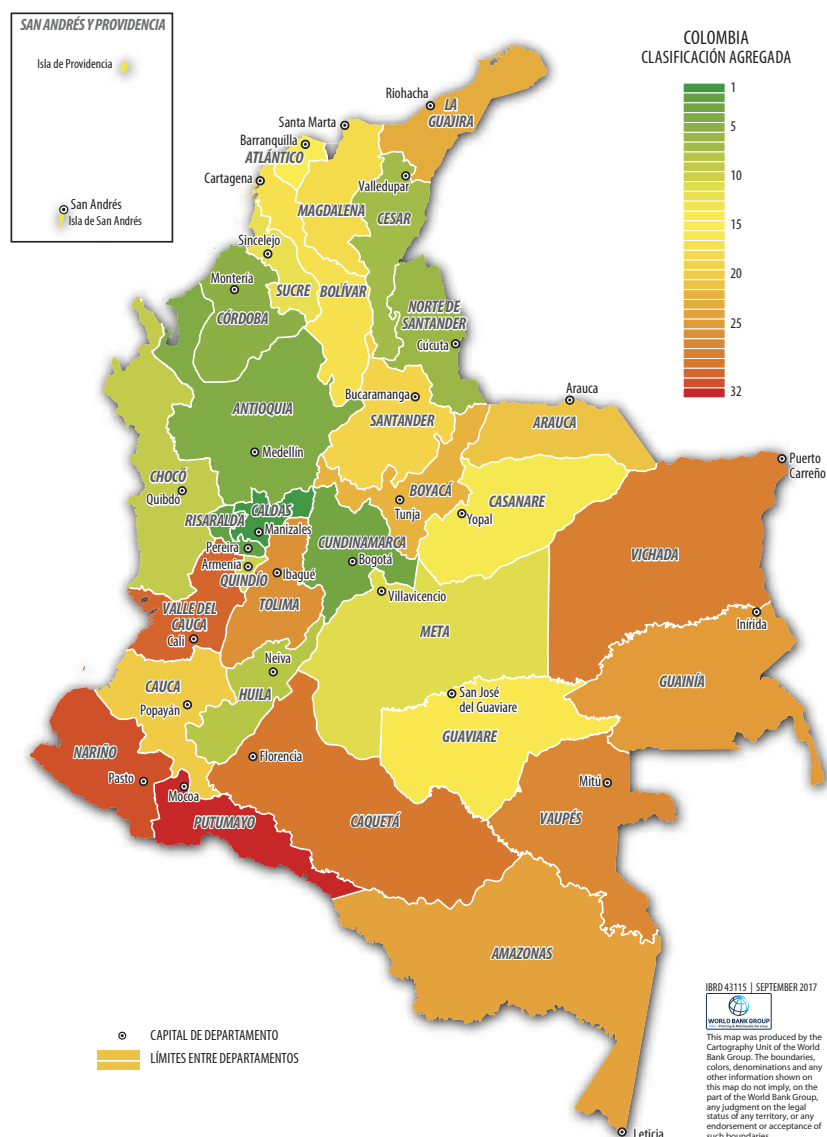 SAN ANDRÉS Y PROVIDENCIA
Isla de Providencia
San Andrés
Isla de San Andrés
COLOMBIA
CLASIFICACIÓN AGREGADA
1
5
10
15
20
25
32
Riohacha
LA
GUAJIRA
Santa Marta
Barranquilla
ATLÁNTICO
Cartagena
Valledupar
MAGDALENA
CESAR
Sincelejo
Montería
SUCRE
BOLÍVAR
CÓRDOBA
NORTE DE
SANTANDER
Cúcuta
Bucaramanga
Arauca
ANTIOQUIA
SANTANDER
ARAUCA
Medellín
Puerto
Carreño
CHOCÓ
Quibdó
BOYACÁ
Tunja
CASANARE
Yopal
RISARALDA
CALDAS
Manizales
CUNDINAMARCA
Bogotá
VICHADA
Pereira
Armenia
QUINDÍO
Ibagué
Villavicencio
VALLE DEL
CAUCA
Cali
TOLIMA
META
Inírida
Neiva
CAUCA
Popayán
HUILA
San José
del Guaviare
GUAINÍA
GUAVIARE
NARIÑO
Florencia
Pasto
Mocoa
Mitú
PUTUMAYO
CAQUETÁ
VAUPÉS
AMAZONAS
Leticia
CAPITAL DE DEPARTAMENTO
LÍMITES ENTRE DEPARTAMENTOS
IBRD 43115 | SEPTEMBER 2017
WORLD BANK GROUP
This map was produced by the
Cartography Unit of the World
Bank Group. The boundaries,
colors, denominations and any
other information shown on
this map do not imply, on the
part of the World Bank Group,
any judgment on the legal
status of any territory, or any
endorsement or acceptance of
such boundaries.